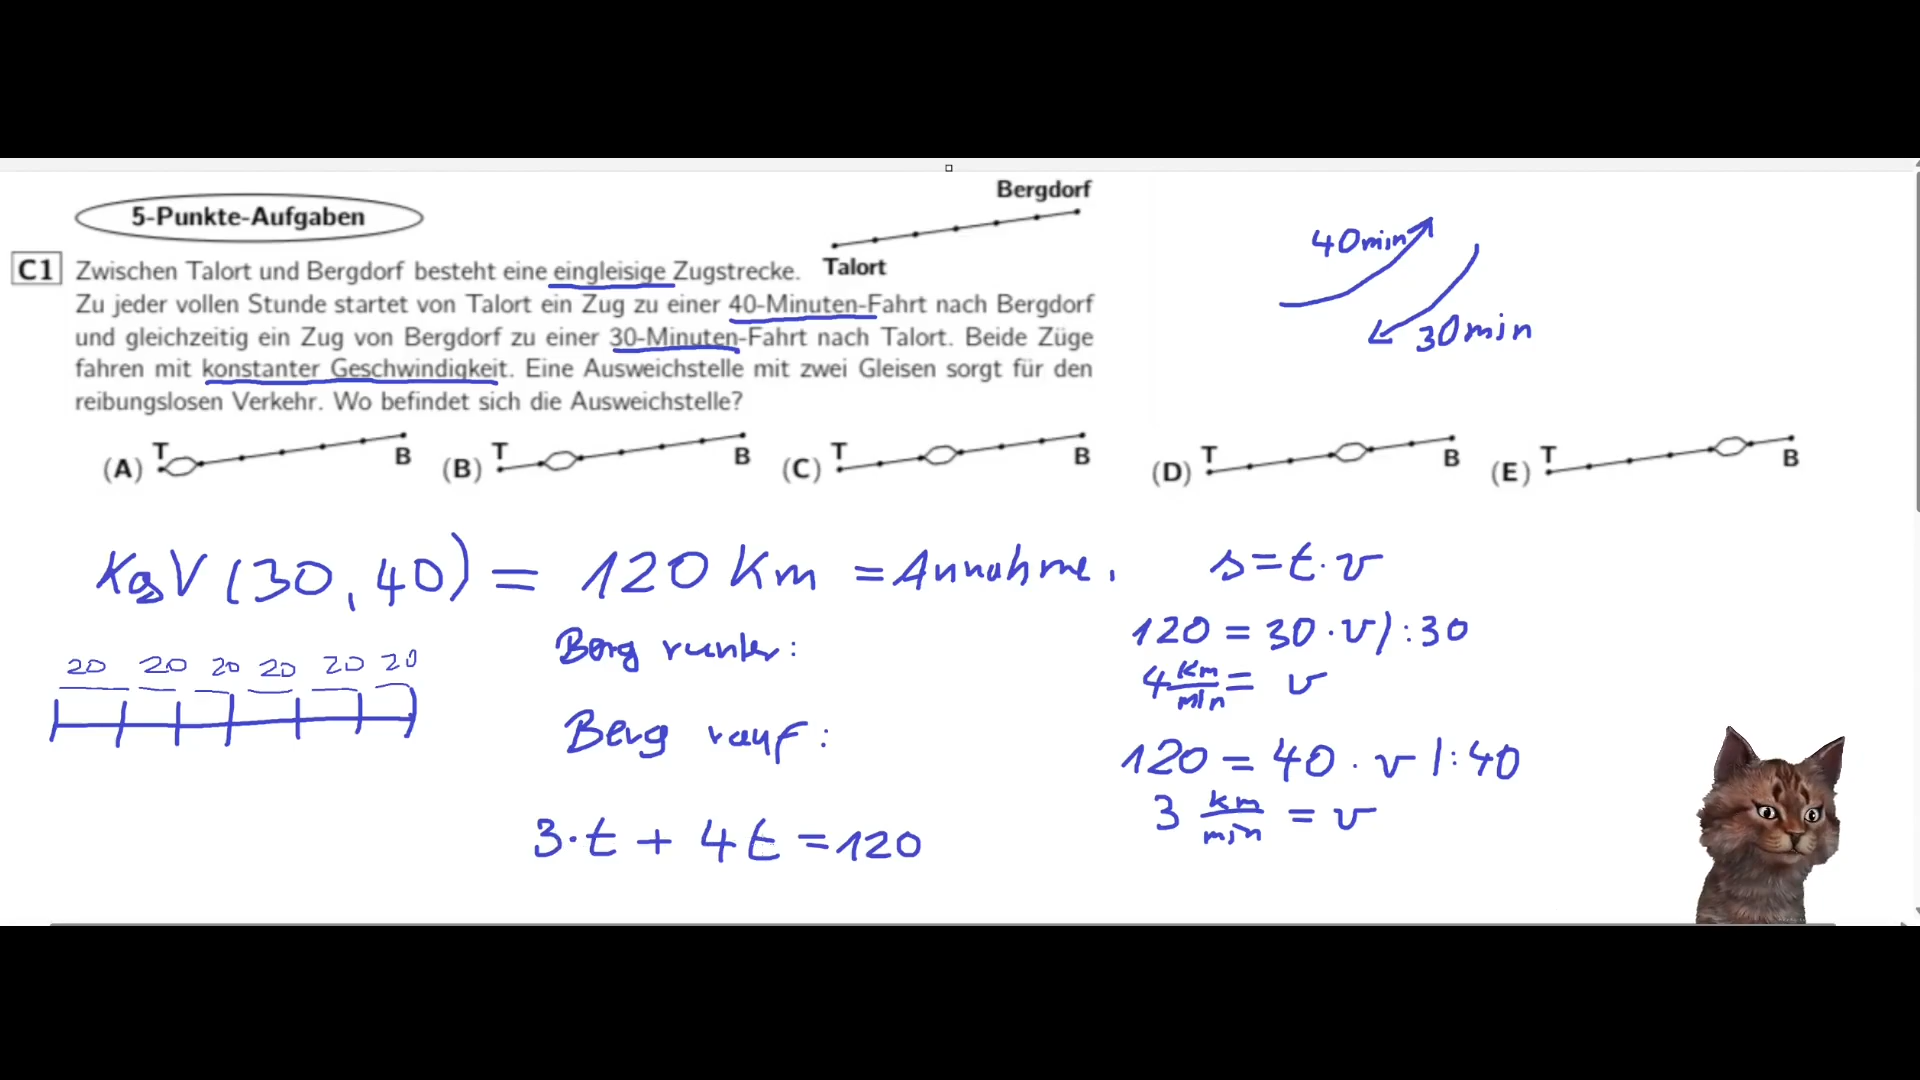 Bergdorf
5-Punkte-Aufgaben
Talort
C1 Zwischen Talort und Bergdorf besteht eine eingleisige Zugstrecke.
Zu jeder vollen Stunde startet von Talort ein Zug zu einer 40-Minuten-Fahrt nach Bergdorf
und gleichzeitig ein Zug von Bergdorf zu einer 30-Minuten-Fahrt nach Talort. Beide Züge
fahren mit konstanter Geschwindigkeit. Eine Ausweichstelle mit zwei Gleisen sorgt für den
reibungslosen Verkehr. Wo befindet sich die Ausweichstelle?
40min
30min
(A) T B (B) T B (C) T B (D) T B (E) T B
KgV (30, 40) = 120 Km = Annahme.
s = t · v
Berg runter:
120 = 30 · v /: 30
20 20 20 20 20 20
4 km/min = v
Berg rauf:
120 = 40 · v /: 40
3 km/min = v
3 · t + 4 t = 120